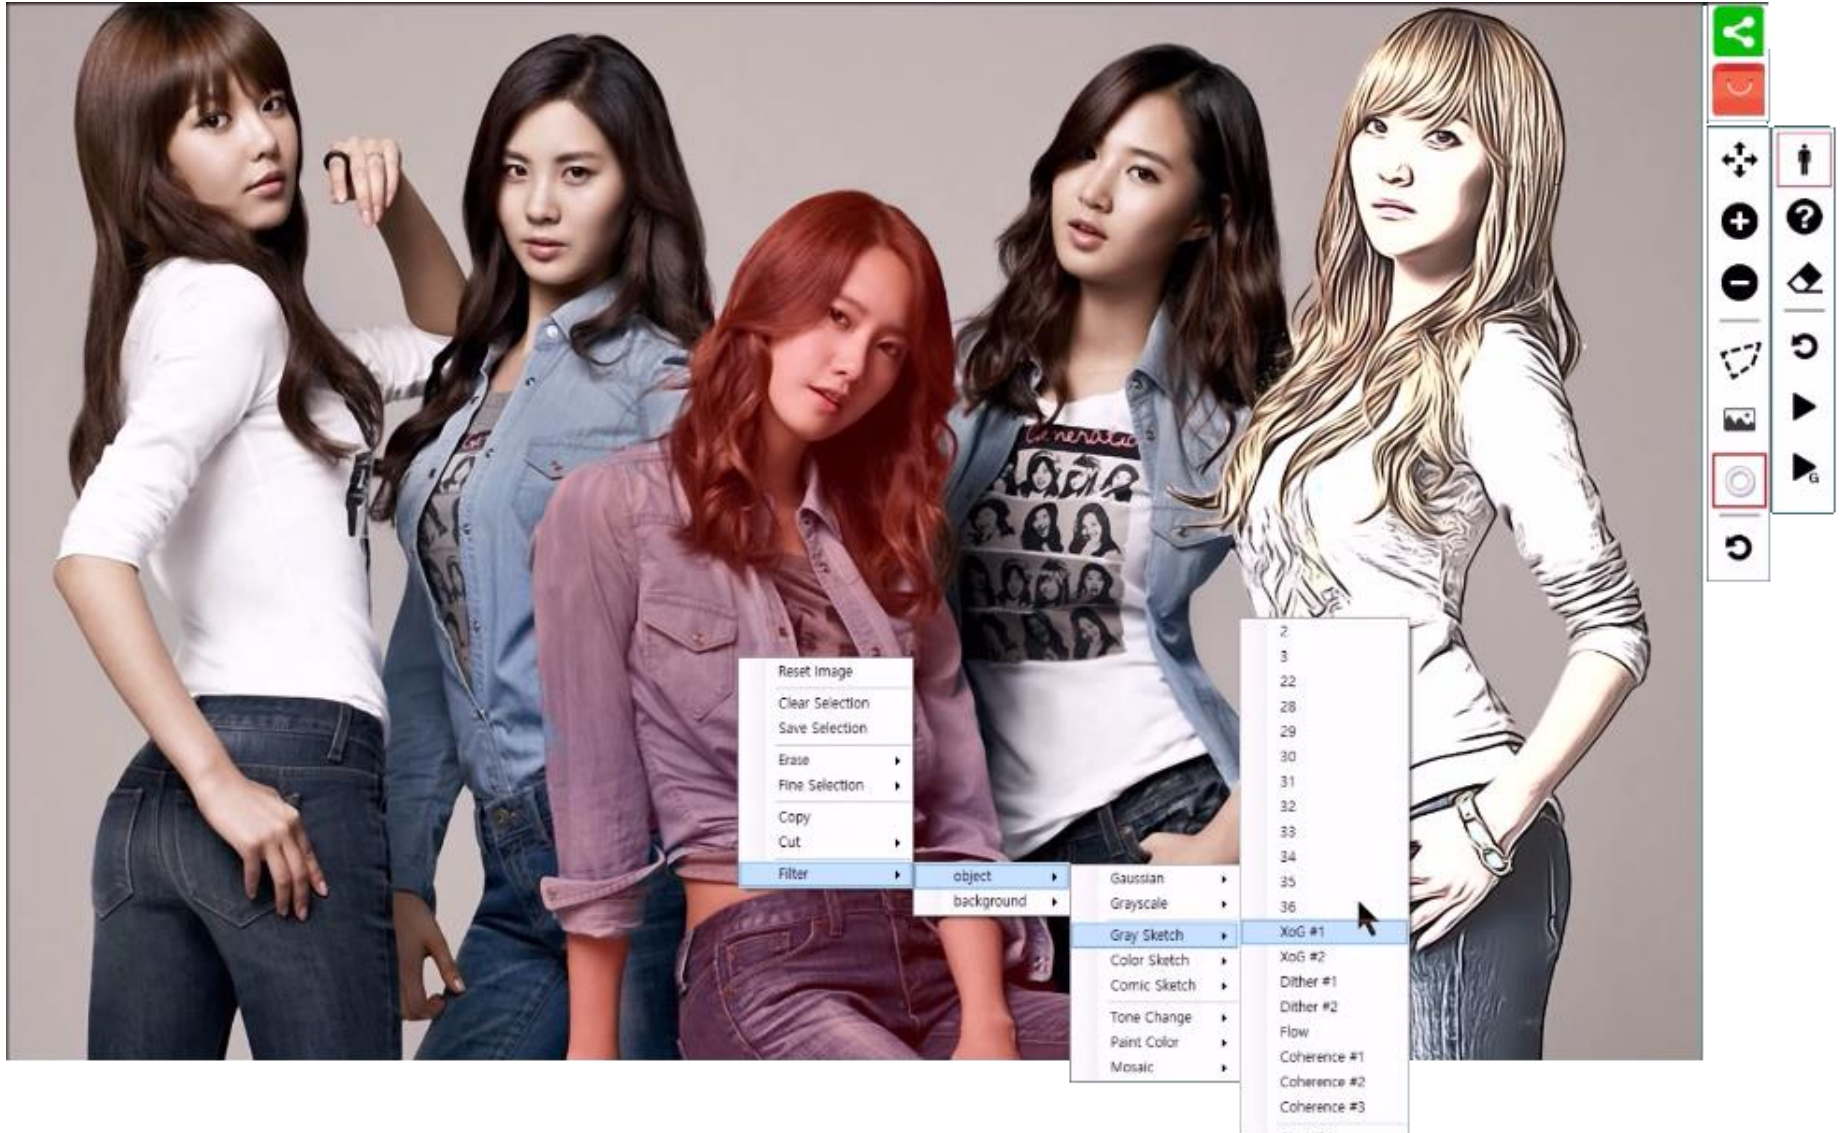 Generatio
Ge
Reset Image
Clear Selection
Save Selection
Erase
Fine Selection
Copy
Cut
Filter
object
background
Gaussian
Grayscale
Gray Sketch
Color Sketch
Comic Sketch
Tone Change
Paint Color
Mosaic
2
3
22
28
29
30
31
32
33
34
35
36
XoG #1
XoG #2
Dither #1
Dither #2
Flow
Coherence #1
Coherence #2
Coherence #3
?
G